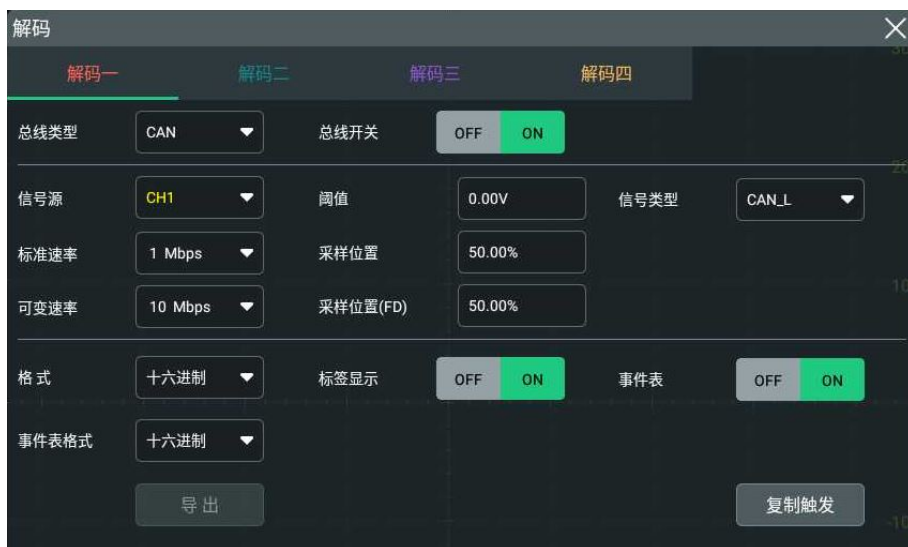 解码
解码一 解码二 解码三 解码四
总线类型 CAN 总线开关 OFF ON
信号源 CH1 阈值 0.00V 信号类型 CAN_L
标准速率 1 Mbps 采样位置 50.00%
可变速率 10 Mbps 采样位置(FD) 50.00%
格式 十六进制 标签显示 OFF ON 事件表 OFF ON
事件表格式 十六进制
导出 复制触发
-10